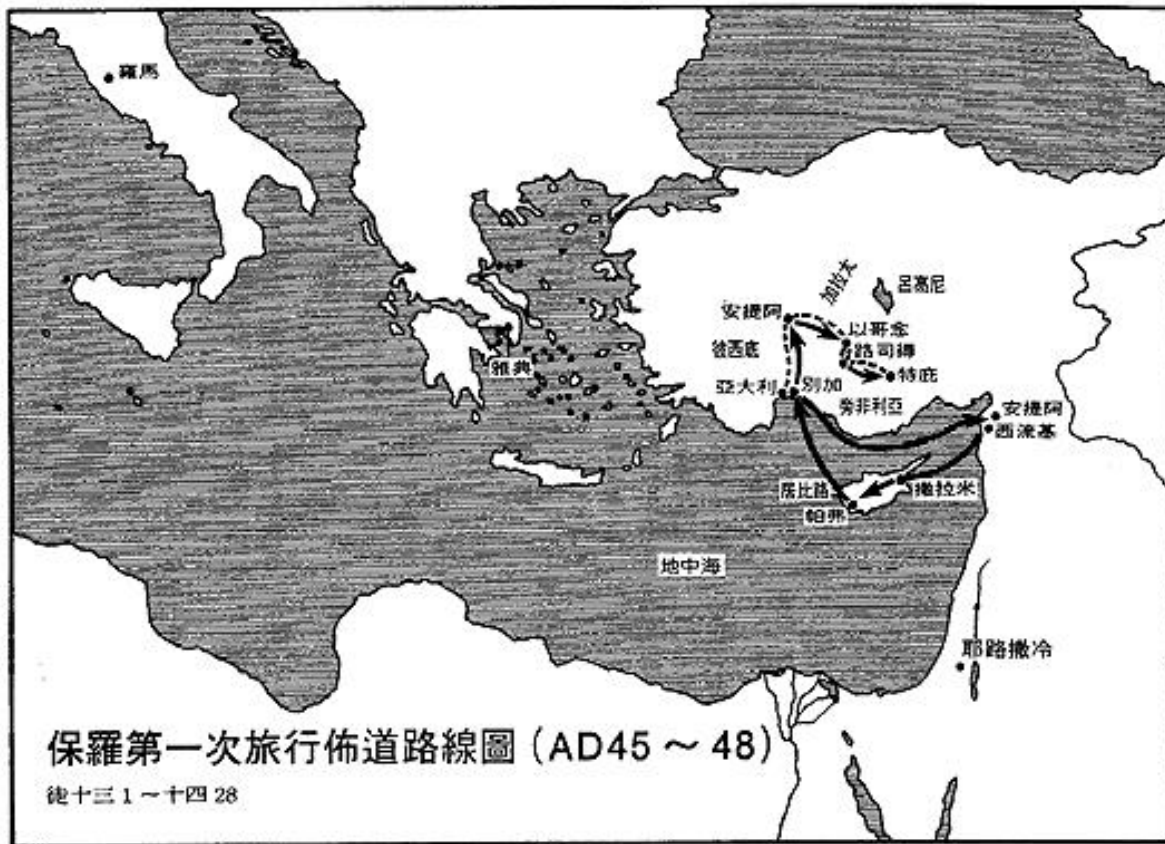 羅馬
加拉太
呂高尼
安提阿
以哥念
彼西底
路司得
特庇
雅典
亞大利
別加
旁非利亞
安提阿
西流基
居比路
撒拉米
帕弗
地中海
耶路撒冷
保羅第一次旅行佈道路線圖(AD45～48)
徒十三1～十四28